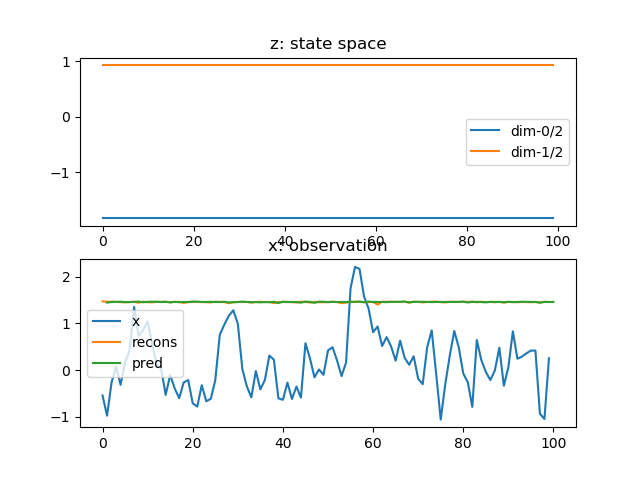 z: state space
1
0
−1
dim-0/2
dim-1/2
0 20 40 60 80 100
x: observation
2
1
0
−1
x
recons
pred
0 20 40 60 80 100